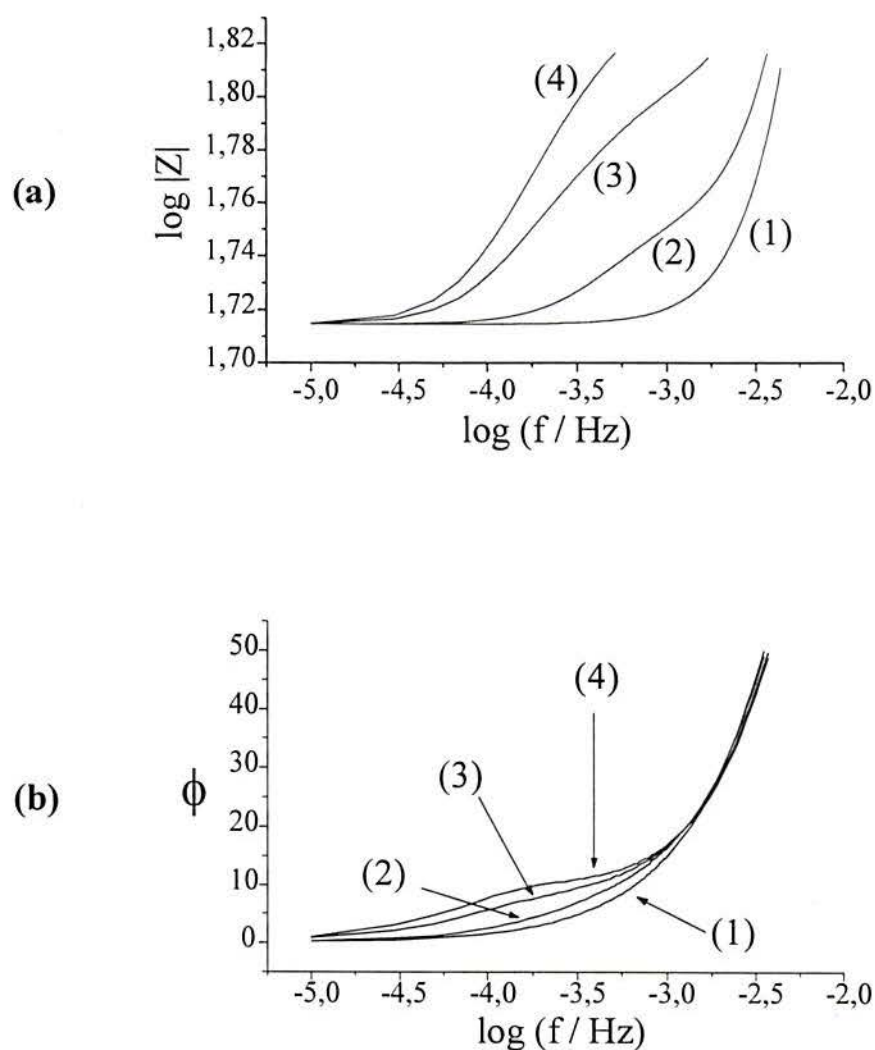 (a)
log |Z|
1,82
1,80
1,78
1,76
1,74
1,72
1,70
(4)
(3)
(2)
(1)
-5,0 -4,5 -4,0 -3,5 -3,0 -2,5 -2,0
log (f / Hz)
(b)
ϕ
50
40
30
20
10
0
(4)
(3)
(2)
(1)
-5,0 -4,5 -4,0 -3,5 -3,0 -2,5 -2,0
log (f / Hz)